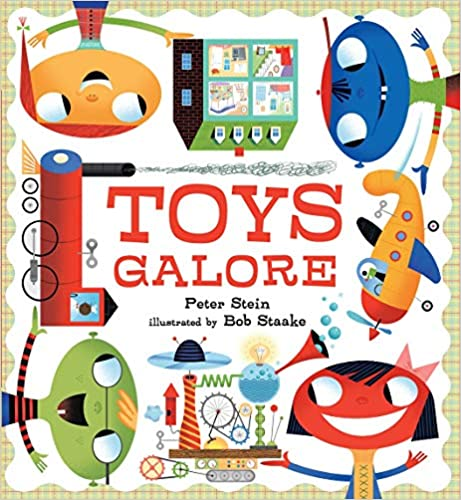 TOYS
GALORE
Peter Stein
illustrated by Bob Staake